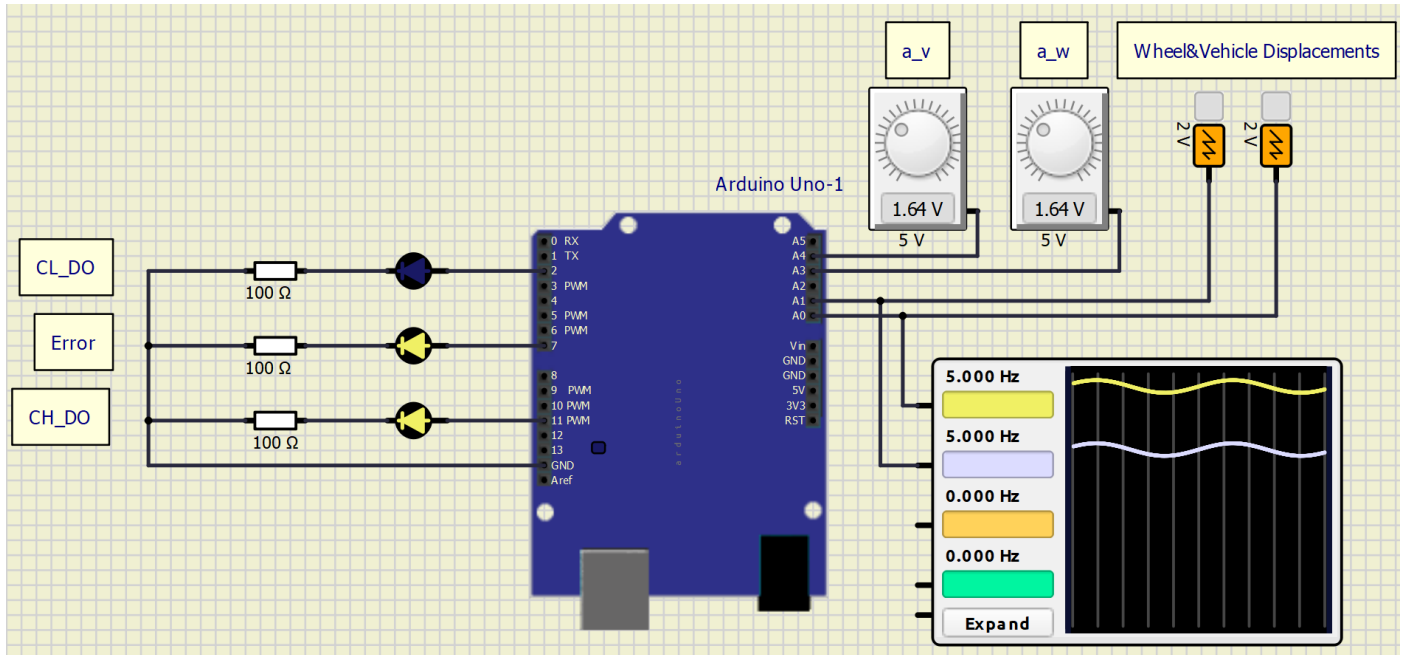 a_v
a_w
Wheel&Vehicle Displacements
1.64 V
5 V
1.64 V
5 V
2 V
2 V
Arduino Uno-1
CL_DO
100 Ω
Error
100 Ω
CH_DO
100 Ω
0 RX
1 TX
2
3 PWM
4
5 PWM
6 PWM
7
8
9 PWM
10 PWM
11 PWM
12
13
GND
Aref
arduinoUno
A5
A4
A3
A2
A1
A0
Vin
GND
GND
5V
3V3
RST
5.000 Hz
5.000 Hz
0.000 Hz
0.000 Hz
Expand